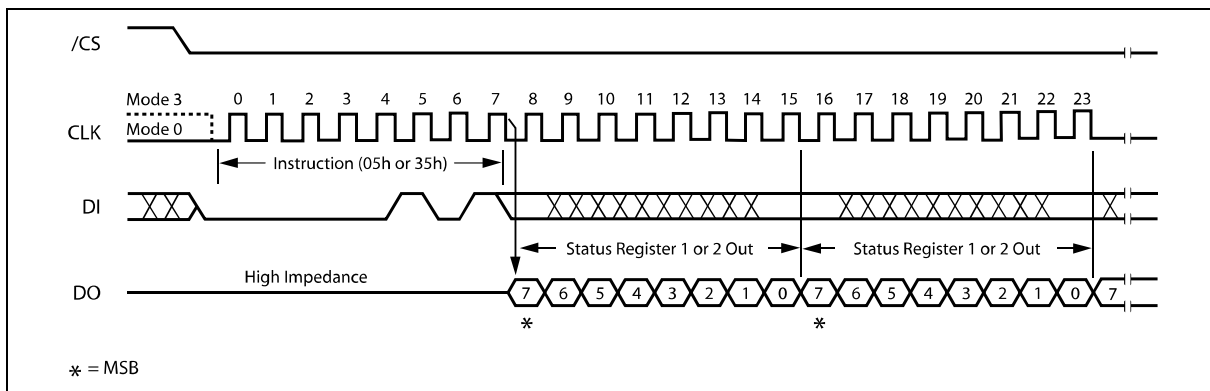 /CS
Mode 3
0 1 2 3 4 5 6 7 8 9 10 11 12 13 14 15 16 17 18 19 20 21 22 23
CLK
Mode 0
Instruction (05h or 35h)
DI
Status Register 1 or 2 Out
Status Register 1 or 2 Out
High Impedance
DO
7 6 5 4 3 2 1 0 7 6 5 4 3 2 1 0 7
* *
* = MSB